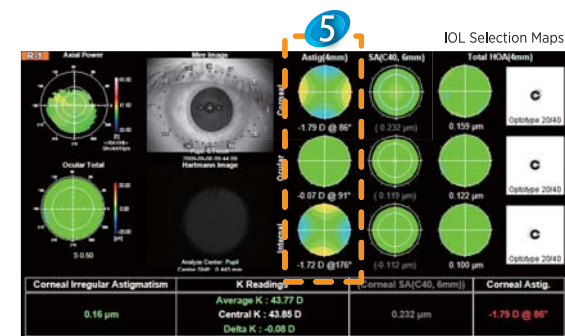 5
IOL Selection Maps
R-1
Axial Power
Mire Image
Astig(4mm)
SA(C40, 6mm)
Total HOA(4mm)
Corneal
-1.79 D @ 86°
( 0.232 µm)
0.159 µm
C
Optotype 20/40
Ocular Total
Hartmann Image
Ocular
-0.07 D @ 91°
( 0.119 µm)
0.122 µm
C
Optotype 20/40
S 0.50
Analyze Center: Pupil
Internal
-1.72 D @176°
(-0.112 µm)
0.100 µm
C
Optotype 20/40
Corneal Irregular Astigmatism
K Readings
(Corneal SA(C40, 6mm))
Corneal Astig.
0.16 µm
Average K : 43.77 D
Central K : 43.85 D
Delta K : -0.08 D
0.232 µm
-1.79 D @ 86°